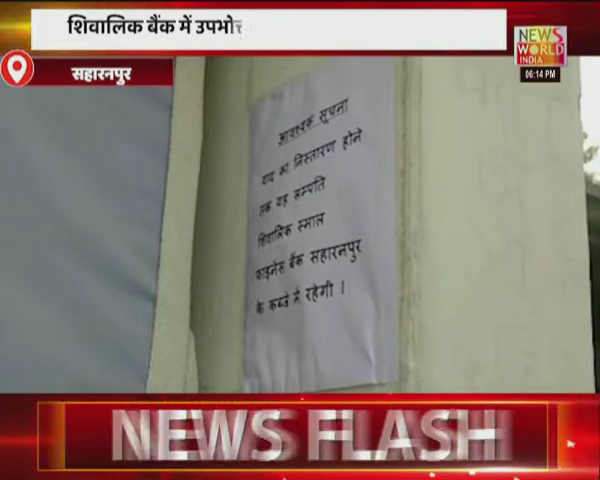 शिवालिक बैंक में उपभोक्
NEWS
WORLD
INDIA
06:14 PM
सहारनपुर
आवश्यक सूचना
वाद का निस्तारण होने
तक यह सम्पति
शिवालिक स्माल
फाइनेंस बैंक सहारनपुर
के कब्जे में रहेगी ।
NEWS FLASH